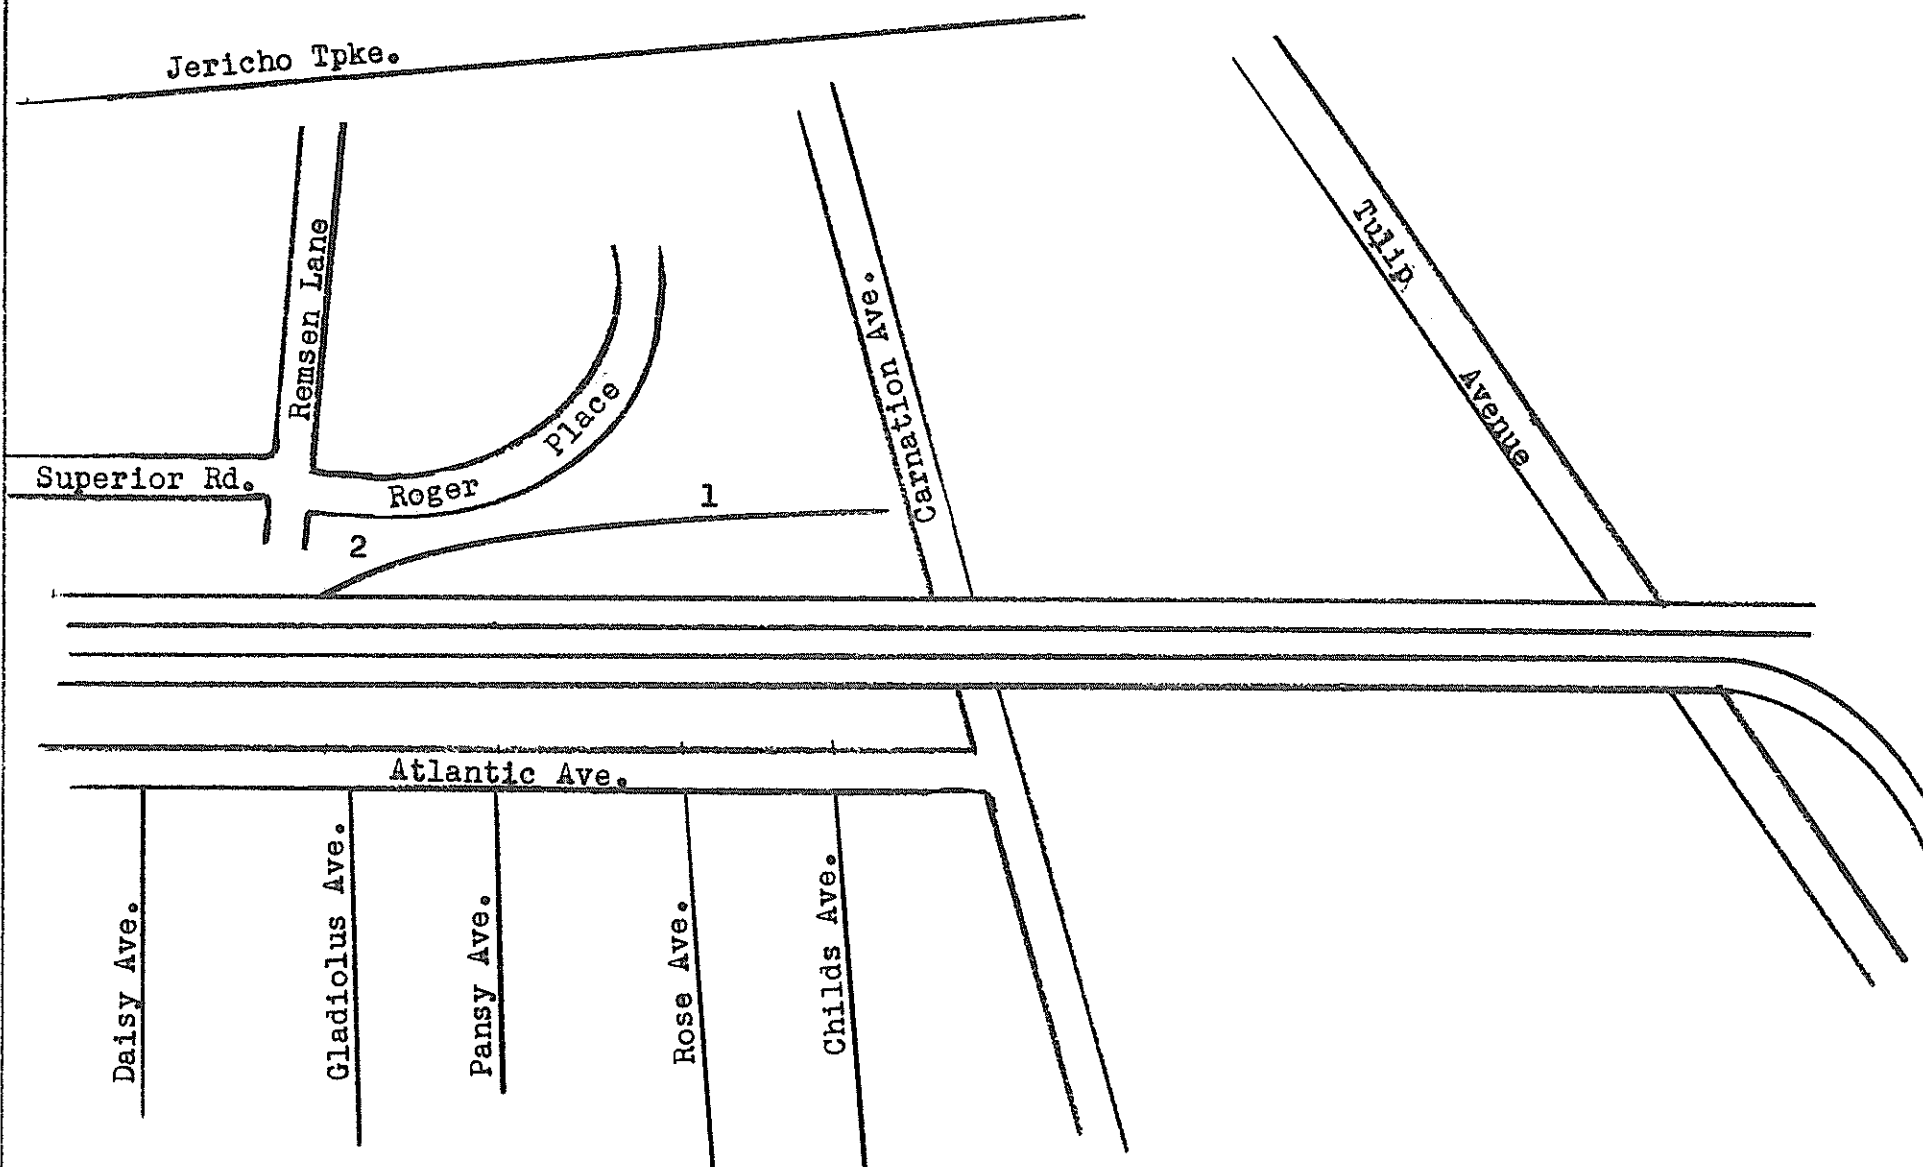 Jericho Tpke.
Remsen Lane
Tulip
Avenue
Carnation Ave.
Place
Superior Rd.
Roger
1
2
Atlantic Ave.
Daisy Ave.
Gladiolus Ave.
Pansy Ave.
Rose Ave.
Childs Ave.